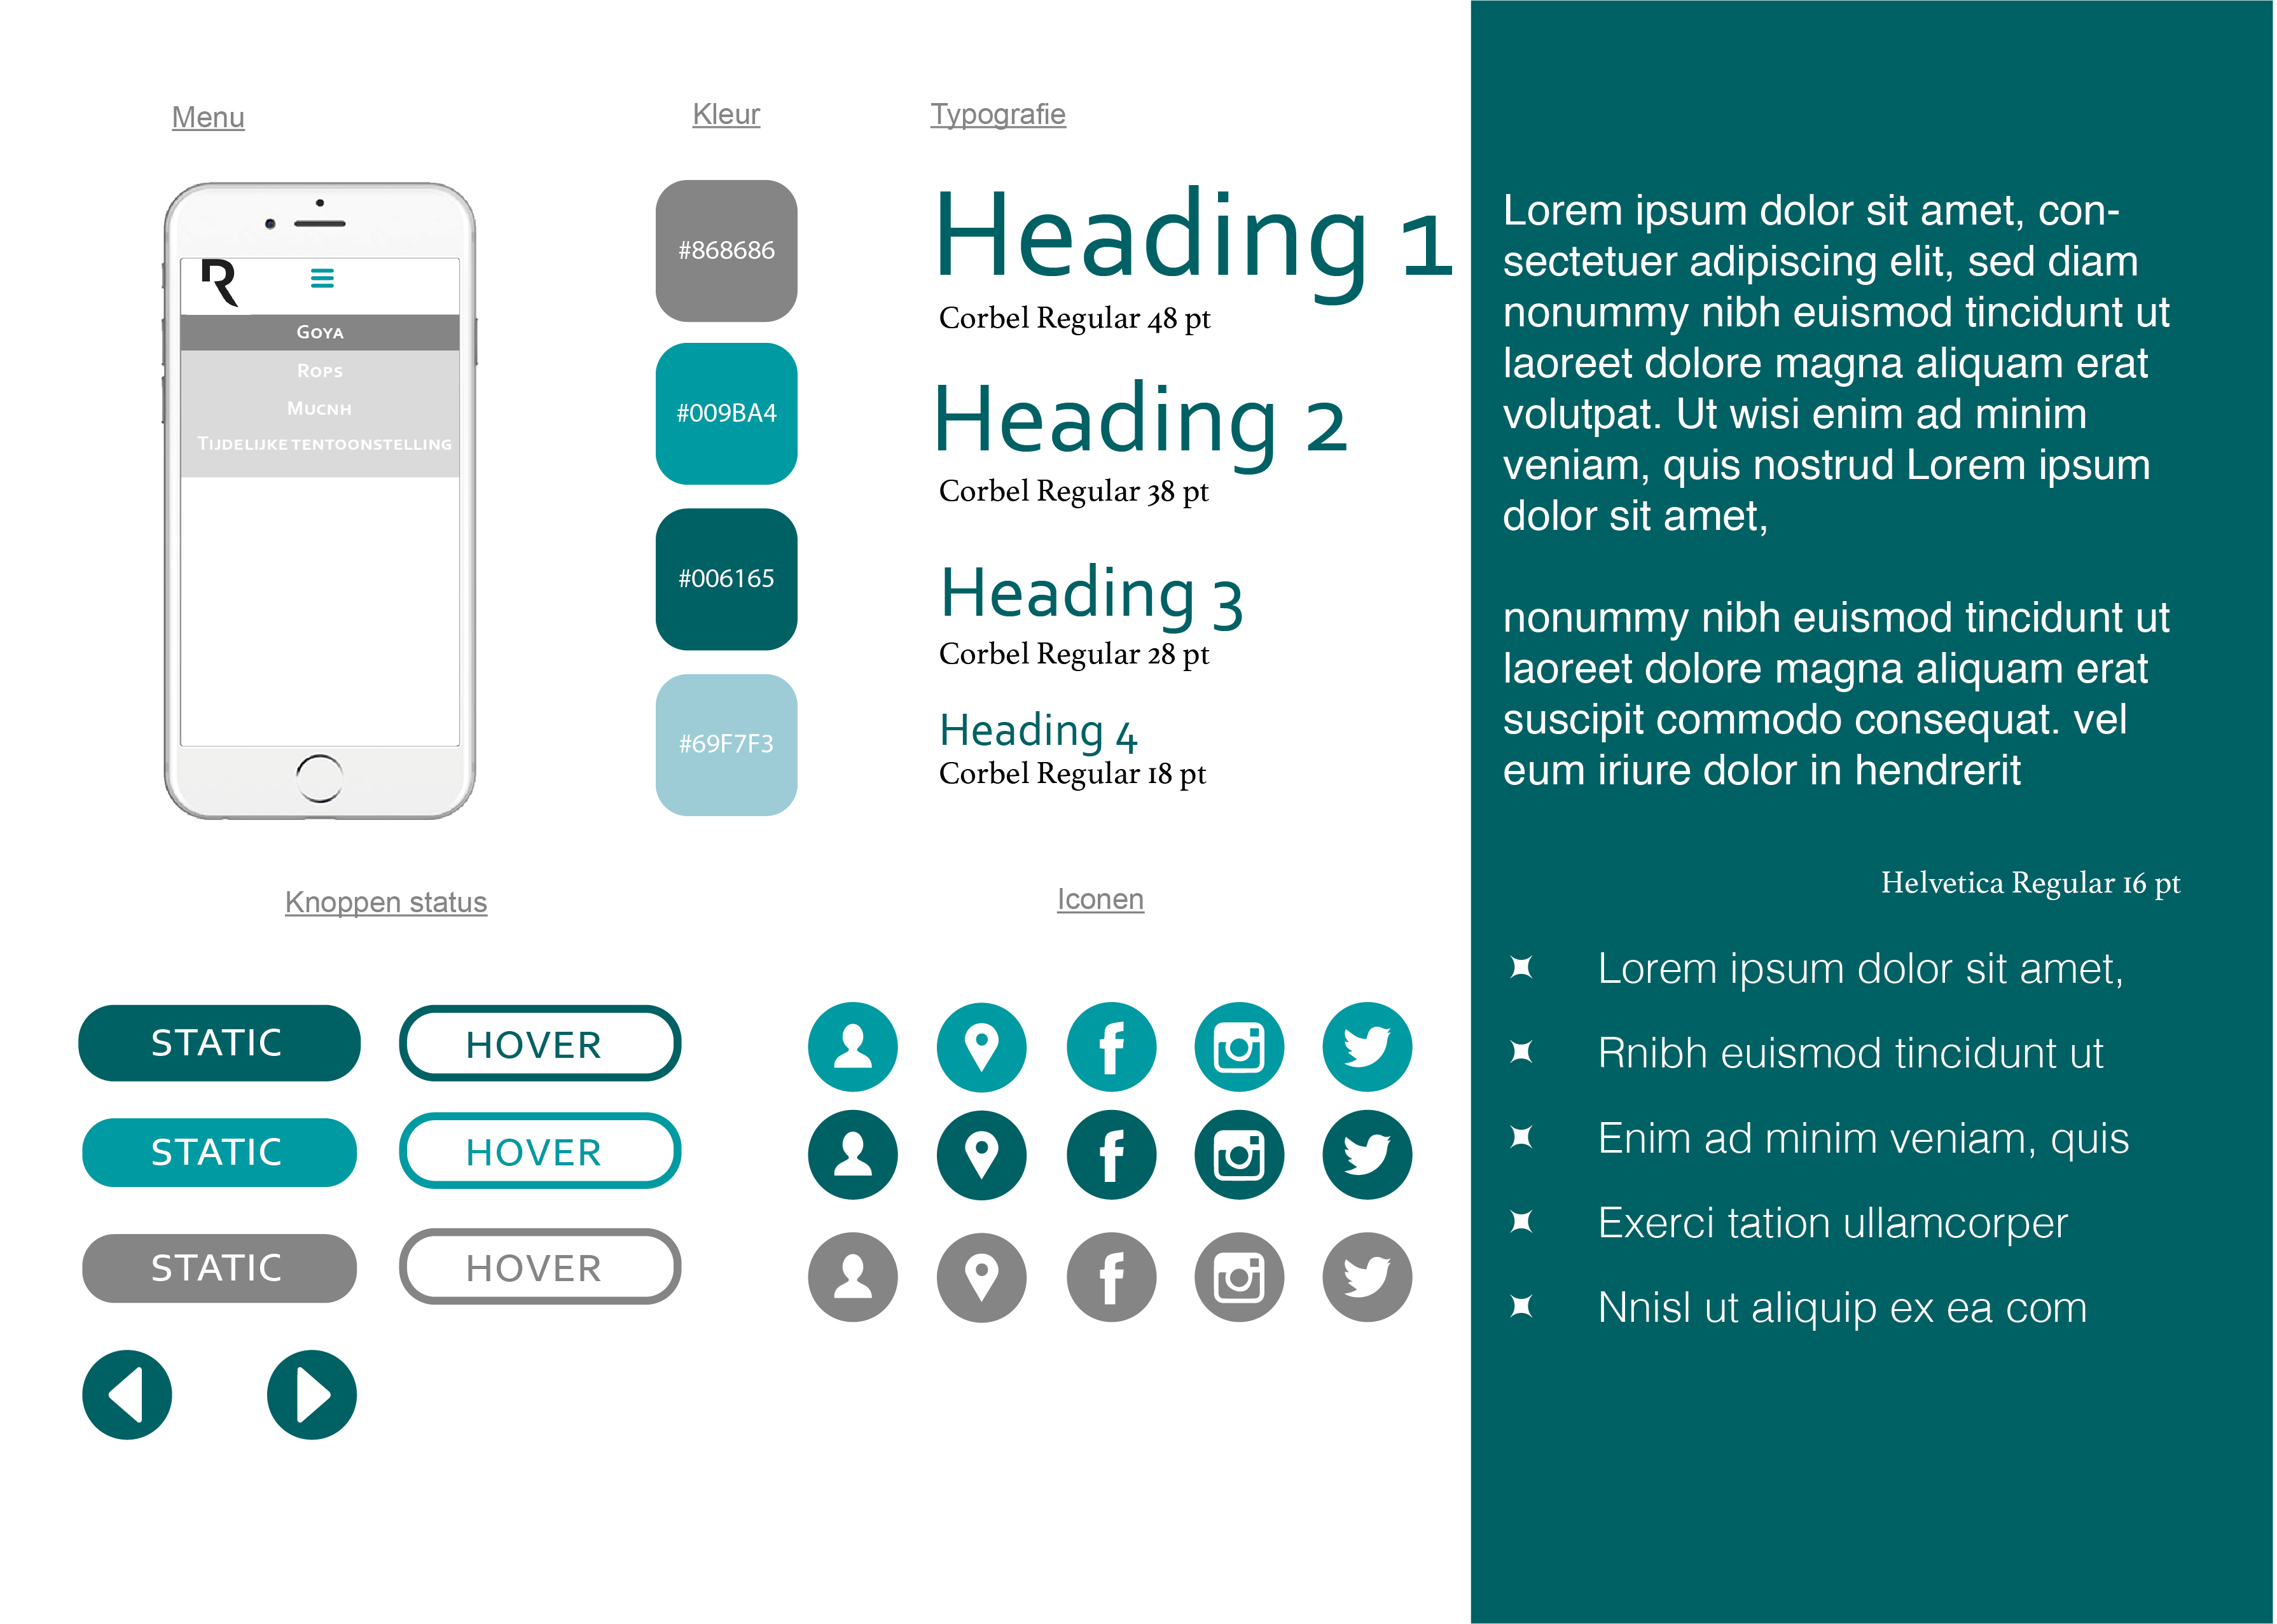 Menu
R
Goya
Rops
Mucnh
Tijdelijke tentoonstelling
Kleur
#868686
#009BA4
#006165
#69F7F3
Typografie
Heading 1
Corbel Regular 48 pt
Heading 2
Corbel Regular 38 pt
Heading 3
Corbel Regular 28 pt
Heading 4
Corbel Regular 18 pt
Lorem ipsum dolor sit amet, con-
sectetuer adipiscing elit, sed diam
nonummy nibh euismod tincidunt ut
laoreet dolore magna aliquam erat
volutpat. Ut wisi enim ad minim
veniam, quis nostrud Lorem ipsum
dolor sit amet,
nonummy nibh euismod tincidunt ut
laoreet dolore magna aliquam erat
suscipit commodo consequat. vel
eum iriure dolor in hendrerit
Helvetica Regular 16 pt
Lorem ipsum dolor sit amet,
Rnibh euismod tincidunt ut
Enim ad minim veniam, quis
Exerci tation ullamcorper
Nnisl ut aliquip ex ea com
Knoppen status
STATIC HOVER
STATIC HOVER
STATIC HOVER
Iconen